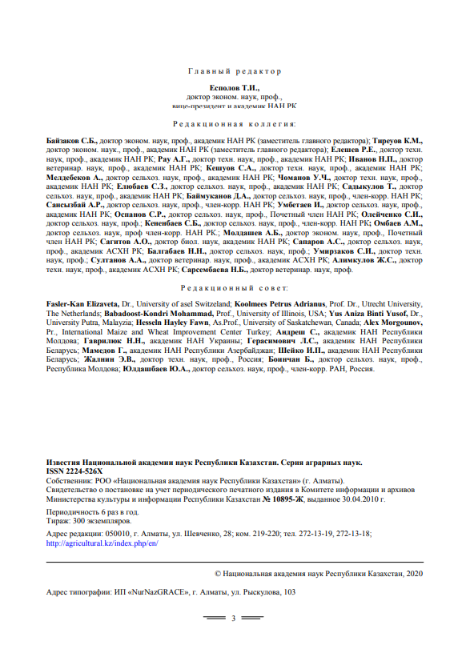 Главный редактор
Есполов Т.И.,
доктор эконом. наук, проф.,
вице-президент и академик НАН РК
Редакционная коллегия:
Байзаков С.Б., доктор эконом. наук, проф., академик НАН РК (заместитель главного редактора); Тиреуов К.М.,
доктор эконом. наук., проф., академик НАН РК (заместитель главного редактора); Елешев Р.Е., доктор техн.
наук, проф., академик НАН РК; Рау А.Г., доктор техн. наук, проф., академик НАН РК; Иванов Н.П., доктор
ветеринар. наук, проф., академик НАН РК; Кешуов С.А., доктор техн. наук, проф., академик НАН РК;
Мелдебеков А., доктор сельхоз. наук, проф., академик НАН РК; Чоманов У.Ч., доктор техн. наук, проф.,
академик НАН РК; Елюбаев С.З., доктор сельхоз. наук, проф., академик НАН РК; Садыкулов Т., доктор
сельхоз. наук, проф., академик НАН РК; Баймуканов Д.А., доктор сельхоз. наук, проф., член-корр. НАН РК;
Сансызбай А.Р., доктор сельхоз. наук, проф., член-корр. НАН РК; Умбетаев И., доктор сельхоз. наук, проф.,
академик НАН РК; Оспанов С.Р., доктор сельхоз. наук, проф., Почетный член НАН РК; Олейченко С.И.,
доктор сельхоз. наук, проф.; Кененбаев С.Б., доктор сельхоз. наук, проф., член-корр. НАН РК; Омбаев А.М.,
доктор сельхоз. наук, проф. член-корр. НАН РК.; Молдашев А.Б., доктор эконом. наук, проф., Почетный
член НАН РК; Сагитов А.О., доктор биол. наук, академик НАН РК; Сапаров А.С., доктор сельхоз. наук,
проф., академик АСХН РК; Балгабаев Н.Н., доктор сельхоз. наук, проф.; Умирзаков С.И., доктор техн.
наук, проф.; Султанов А.А., доктор ветеринар. наук, проф., академик АСХН РК; Алимкулов Ж.С., доктор
техн. наук, проф., академик АСХН РК; Сарсембаева Н.Б., доктор ветеринар. наук, проф.
Редакционный совет:
Fasler-Kan Elizaveta, Dr., University of asel Switzeland; Koolmees Petrus Adrianus, Prof. Dr., Utrecht University,
The Netherlands; Babadoost-Kondri Mohammad, Prof., University of Illinois, USA; Yus Aniza Binti Yusof, Dr.,
University Putra, Malayzia; Hesseln Hayley Fawn, As.Prof., University of Saskatchewan, Canada; Alex Morgounov,
Pr., International Maize and Wheat Improvement Center Turkey; Андреш С., академик НАН Республики
Молдова; Гаврилюк Н.Н., академик НАН Украины; Герасимович Л.С., академик НАН Республики
Беларусь; Мамедов Г., академик НАН Республики Азербайджан; Шейко И.П., академик НАН Республики
Беларусь; Жалнин Э.В., доктор техн. наук, проф., Россия; Боинчан Б., доктор сельхоз. наук, проф.,
Республика Молдова; Юлдашбаев Ю.А., доктор сельхоз. наук, проф., член-корр. РАН, Россия.
Известия Национальной академии наук Республики Казахстан. Серия аграрных наук.
ISSN 2224-526X
Собственник: РОО «Национальная академия наук Республики Казахстан» (г. Алматы).
Свидетельство о постановке на учет периодического печатного издания в Комитете информации и архивов
Министерства культуры и информации Республики Казахстан № 10895-Ж, выданное 30.04.2010 г.
Периодичность 6 раз в год.
Тираж: 300 экземпляров.
Адрес редакции: 050010, г. Алматы, ул. Шевченко, 28; ком. 219-220; тел. 272-13-19, 272-13-18;
http://agricultural.kz/index.php/en/
© Национальная академия наук Республики Казахстан, 2020
Адрес типографии: ИП «NurNazGRACE», г. Алматы, ул. Рыскулова, 103
3